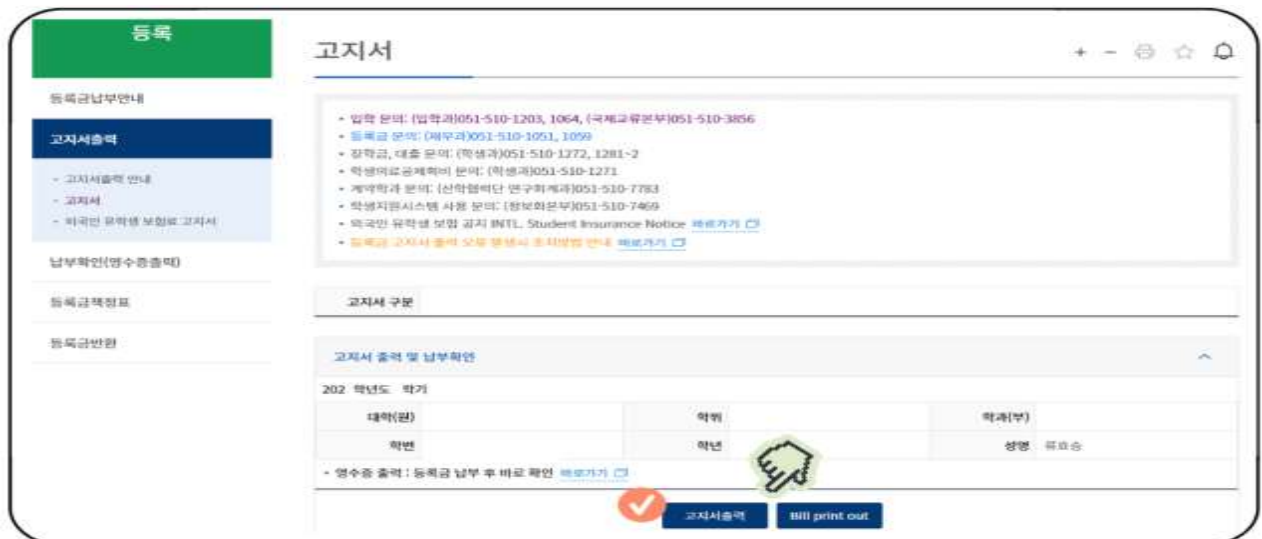 등록
고지서
+ -
등록금납부안내
고지서출력
- 고지서출력 안내
- 고지서
- 외국인 유학생 보험료 고지서
납부확인(영수증출력)
등록금책정표
등록금반환
• 입학 문의: (입학과)051-510-1203, 1064, (국제교류본부)051-510-3856
• 등록금 문의: (재무과)051-510-1051, 1059
• 장학금, 대출 문의: (학생과)051-510-1272, 1281~2
• 학생의료공제회비 문의: (학생과)051-510-1271
• 계약학과 문의: (산학협력단 연구회계과)051-510-7783
• 학생지원시스템 사용 문의: (정보화본부)051-510-7469
• 외국인 유학생 보험 공지 INTL. Student Insurance Notice 바로가기
• 등록금 고지서 출력 오류 발생시 조치방법 안내 바로가기
고지서 구분
고지서 출력 및 납부확인
202 학년도 학기
대학(원) 학위 학과(부)
학번 학년 성명 류효승
• 영수증 출력 : 등록금 납부 후 바로 확인 바로가기
고지서출력 Bill print out